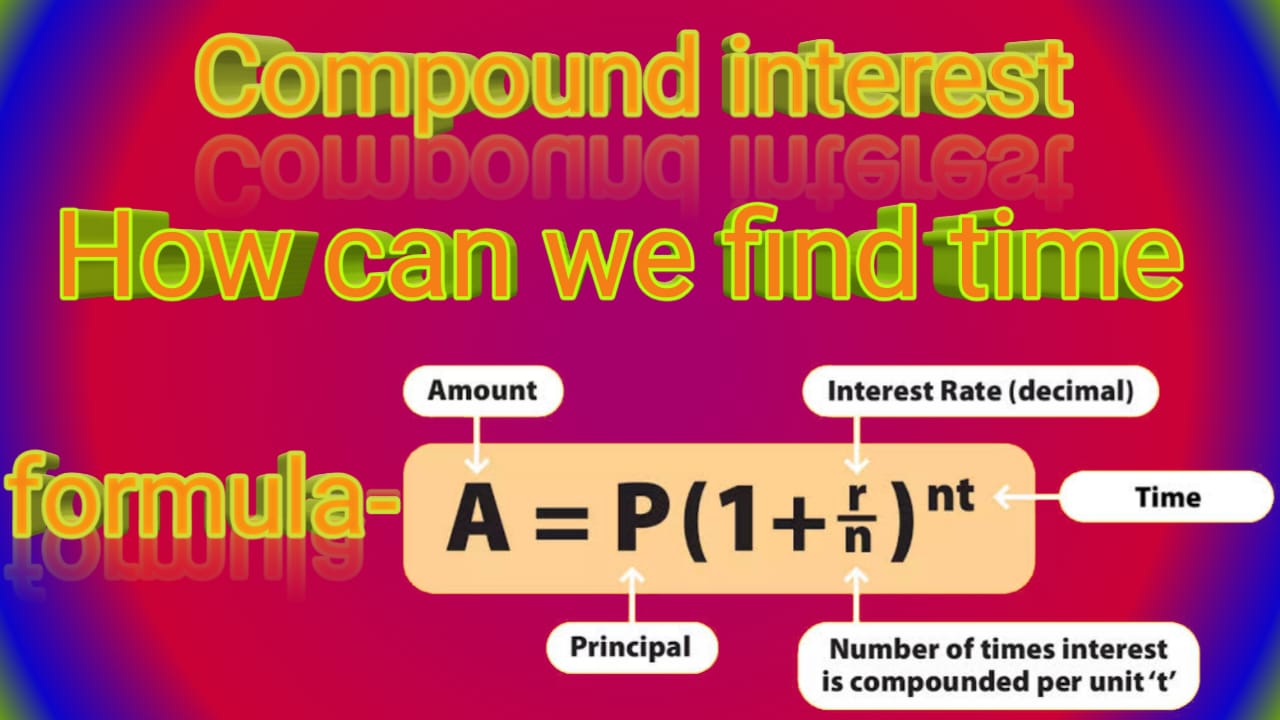 Compound interest
How can we find time
Amount
Interest Rate (decimal)
formula-
A = P(1+r/n)^nt
Time
Principal
Number of times interest
is compounded per unit ‘t’